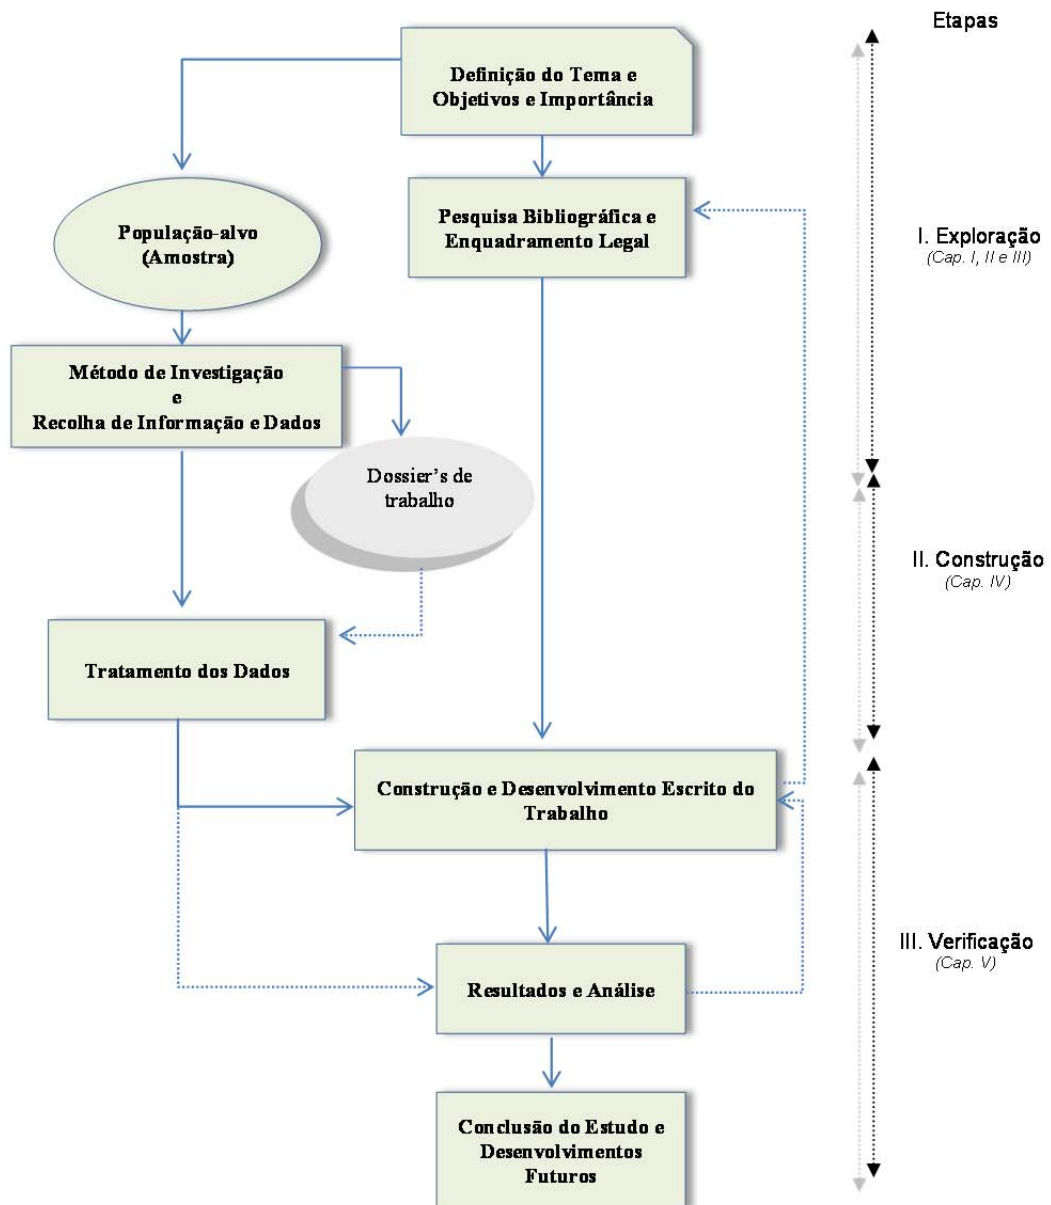 Etapas
Definição do Tema e
Objetivos e Importância
Pesquisa Bibliográfica e
Enquadramento Legal
População-alvo
(Amostra)
I. Exploração
(Cap. I, II e III)
Método de Investigação
e
Recolha de Informação e Dados
Dossier's de
trabalho
II. Construção
(Cap. IV)
Tratamento dos Dados
Construção e Desenvolvimento Escrito do
Trabalho
III. Verificação
(Cap. V)
Resultados e Análise
Conclusão do Estudo e
Desenvolvimentos
Futuros